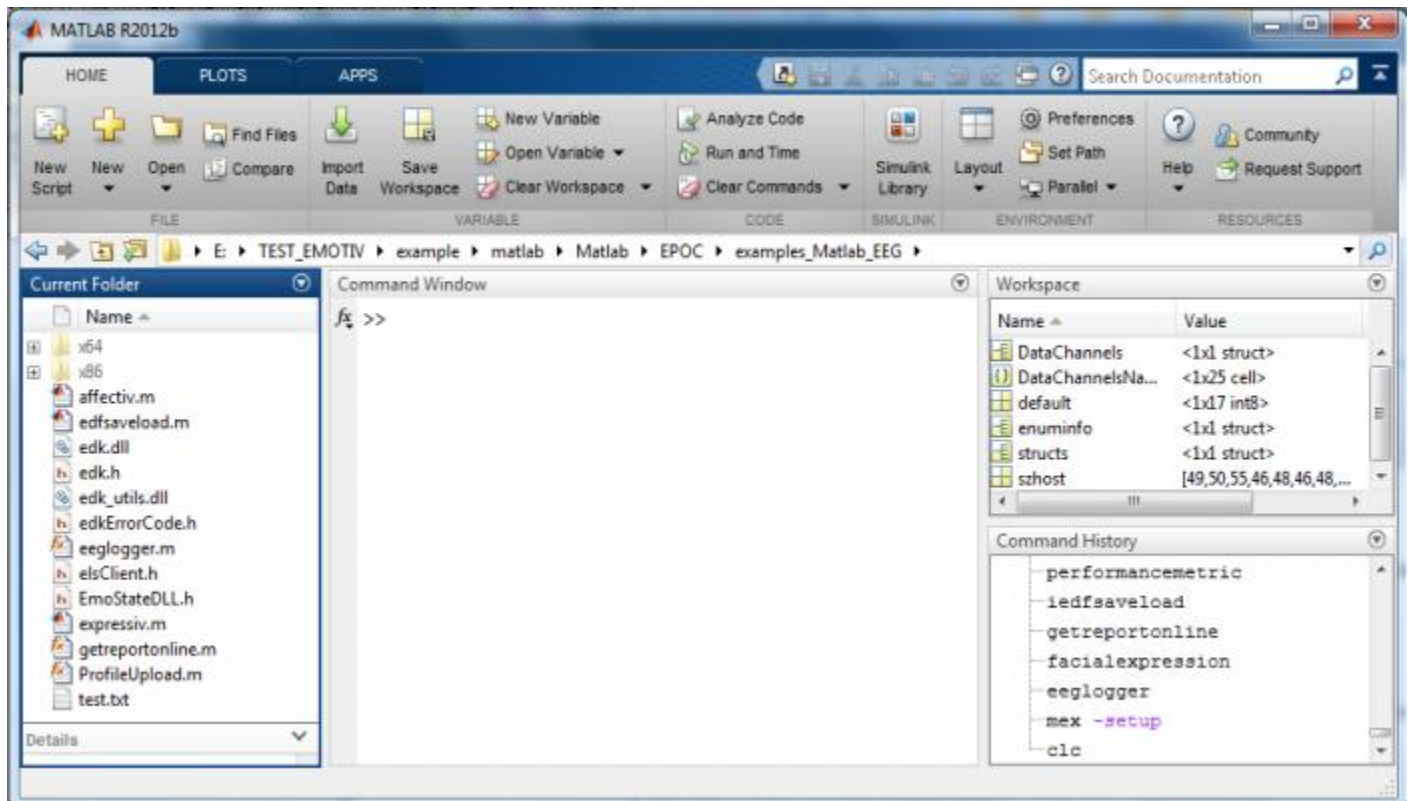 MATLAB R2012b
HOME PLOTS APPS Search Documentation
New Script New Open Find Files Compare
Import Data Save Workspace New Variable Open Variable Clear Workspace
Analyze Code Run and Time Clear Commands
Simulink Library Layout Preferences Set Path Parallel
Help Community Request Support
FILE VARIABLE CODE SIMULINK ENVIRONMENT RESOURCES
E: TEST_EMOTIV example matlab Matlab EPOC examples_Matlab_EEG
Current Folder
Name
x64
x86
affectiv.m
edfsaveload.m
edk.dll
edk.h
edk_utils.dll
edkErrorCode.h
eeglogger.m
elsClient.h
EmoStateDLL.h
expressiv.m
getreportonline.m
ProfileUpload.m
test.txt
Details
Command Window
fx >>
Workspace
Name Value
DataChannels <1x1 struct>
DataChannelsNa... <1x25 cell>
default <1x17 int8>
enuminfo <1x1 struct>
structs <1x1 struct>
szhost [49,50,55,46,48,46,48,...
Command History
performancemetric
iedfsaveload
getreportonline
facialexpression
eeglogger
mex -setup
clc